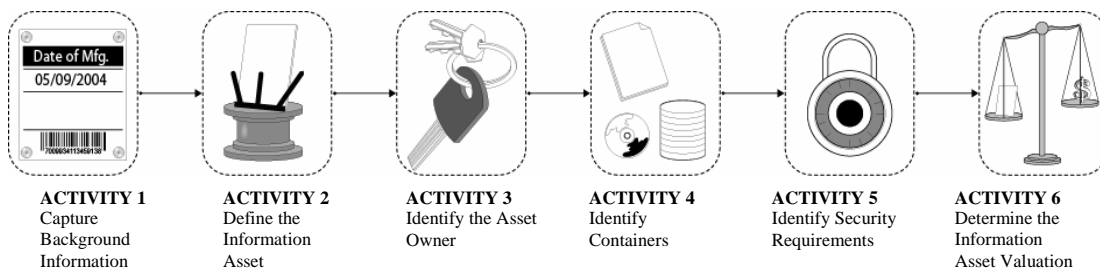 Date of Mfg.
05/09/2004
7009834113459138
$
ACTIVITY 1
Capture
Background
Information
ACTIVITY 2
Define the
Information
Asset
ACTIVITY 3
Identify the Asset
Owner
ACTIVITY 4
Identify
Containers
ACTIVITY 5
Identify Security
Requirements
ACTIVITY 6
Determine the
Information
Asset Valuation